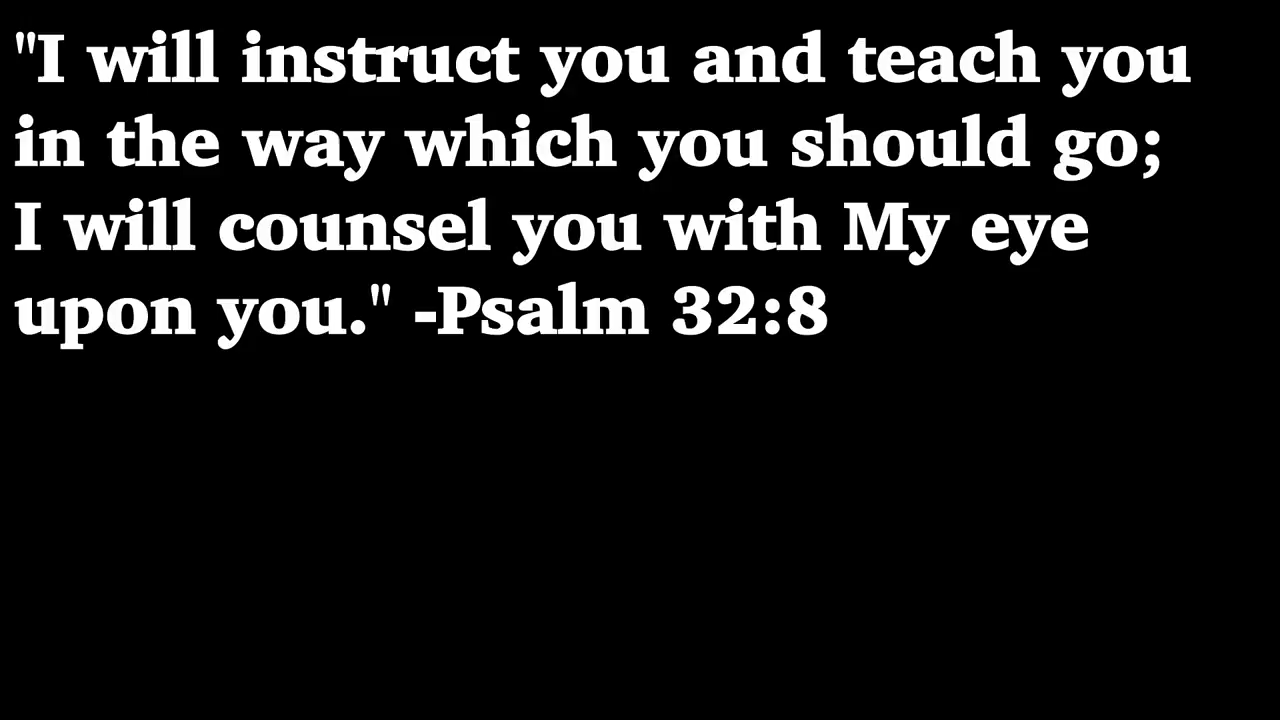 "I will instruct you and teach you
in the way which you should go;
I will counsel you with My eye
upon you." -Psalm 32:8